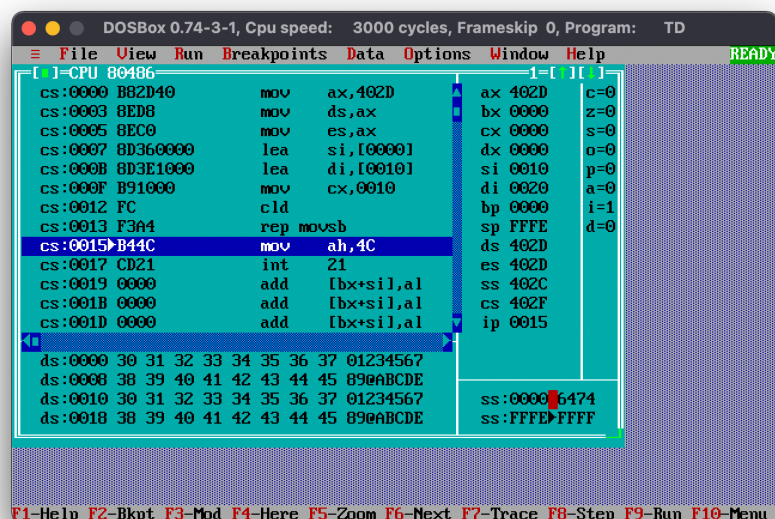 DOSBox 0.74-3-1, Cpu speed: 3000 cycles, Frameskip 0, Program: TD
≡ File View Run Breakpoints Data Options Window Help READY
[■]=CPU 80486 1=[↑][↓]
cs:0000 B82D40 mov ax,402D ax 402D c=0
cs:0003 8ED8 mov ds,ax bx 0000 z=0
cs:0005 8EC0 mov es,ax cx 0000 s=0
cs:0007 8D360000 lea si,[0000] dx 0000 o=0
cs:000B 8D3E1000 lea di,[0010] si 0010 p=0
cs:000F B91000 mov cx,0010 di 0020 a=0
cs:0012 FC cld bp 0000 i=1
cs:0013 F3A4 rep movsb sp FFFE d=0
cs:0015►B44C mov ah,4C ds 402D
cs:0017 CD21 int 21 es 402D
cs:0019 0000 add [bx+si],al ss 402C
cs:001B 0000 add [bx+si],al cs 402F
cs:001D 0000 add [bx+si],al ip 0015
ds:0000 30 31 32 33 34 35 36 37 01234567
ds:0008 38 39 40 41 42 43 44 45 89@ABCDE
ds:0010 30 31 32 33 34 35 36 37 01234567 ss:0000 6474
ds:0018 38 39 40 41 42 43 44 45 89@ABCDE ss:FFFE►FFFF
F1-Help F2-Bkpt F3-Mod F4-Here F5-Zoom F6-Next F7-Trace F8-Step F9-Run F10-Menu